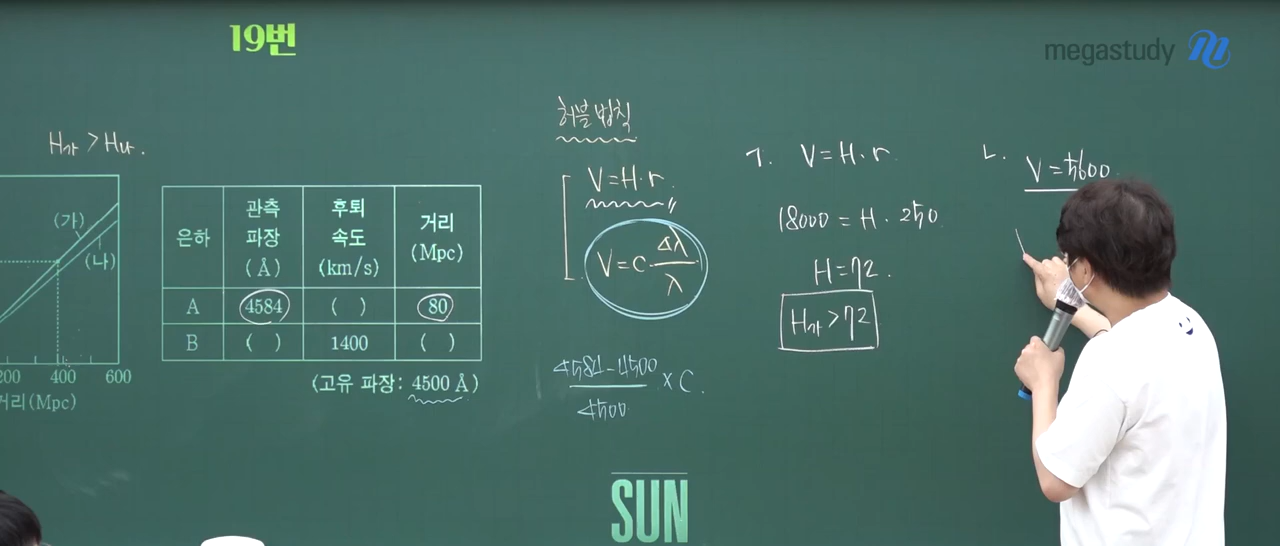 19번
megastudy
H가 > H나.
(가)
(나)
200 400 600
거리(Mpc)
은하 관측 파장 (Å) 후퇴 속도 (km/s) 거리 (Mpc)
A 4584 ( ) 80
B ( ) 1400 ( )
(고유 파장: 4500 Å)
허블 법칙
V=H·r.
V=C·Δλ/λ
4584-4500/4500 ×C.
ㄱ. V=H·r.
18000=H·250.
H=72.
H가>72
ㄴ. V=5600.
SUN